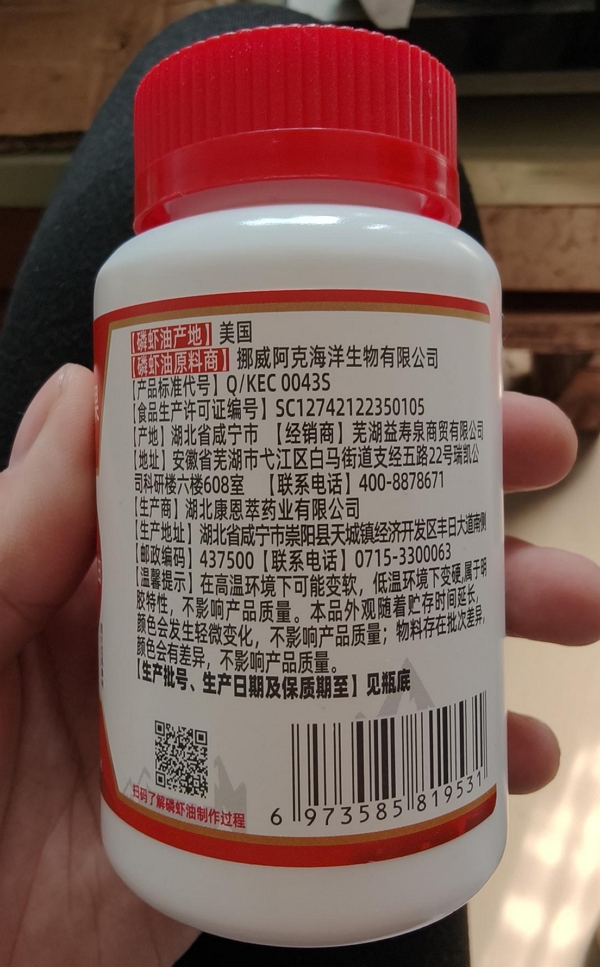 【磷虾油产地】美国
【磷虾油原料商】挪威阿克海洋生物有限公司
【产品标准代号】Q/KEC 0043S
【食品生产许可证编号】SC12742122350105
【产地】湖北省咸宁市 【经销商】芜湖益寿泉商贸有限公司
【地址】安徽省芜湖市弋江区白马街道支经五路22号瑞凯公
司科研楼六楼608室 【联系电话】400-8878671
【生产商】湖北康恩萃药业有限公司
【生产地址】湖北省咸宁市崇阳县天城镇经济开发区丰日大道南侧
【邮政编码】437500【联系电话】0715-3300063
【温馨提示】在高温环境下可能变软，低温环境下变硬,属于明
胶特性，不影响产品质量。本品外观随着贮存时间延长，
颜色会发生轻微变化，不影响产品质量；物料存在批次差异，
颜色会有差异，不影响产品质量。
【生产批号、生产日期及保质期至】见瓶底
扫码了解磷虾油制作过程
6 973585 819531